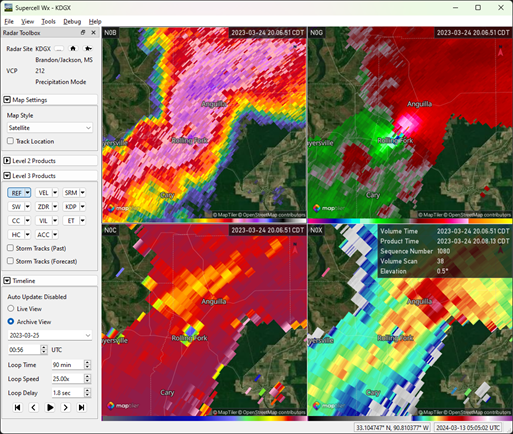 Supercell Wx - KDGX
File View Tools Debug Help
Radar Toolbox
Radar Site KDGX ...
Brandon/Jackson, MS
VCP 212
Precipitation Mode
Map Settings
Map Style
Satellite
Track Location
Level 2 Products
Level 3 Products
REF VEL SRM
SW ZDR KDP
CC VIL ET
HC ACC
Storm Tracks (Past)
Storm Tracks (Forecast)
Timeline
Auto Update: Disabled
Live View
Archive View
2023-03-25
00:56 UTC
Loop Time 90 min
Loop Speed 25.00x
Loop Delay 1.8 sec
N0B
2023-03-24 20:06:51 CDT
Anguilla
Rolling Fork
ayersville
Cary
maptiler
© MapTiler © OpenStreetMap contributors
2023-03-24 20:06:51 CDT
Anguilla
Rolling Fork
ayersville
Cary
maptiler
© MapTiler © OpenStreetMap contributors
N0C
2023-03-24 20:06:51 CDT
Anguilla
Rolling Fork
ayersville
Cary
maptiler
© MapTiler © OpenStreetMap contributors
N0X
Volume Time 2023-03-24 20:06:51 CDT
Product Time 2023-03-24 20:08:13 CDT
Sequence Number 1080
Volume Scan 38
Elevation 0.5°
Anguilla
Rolling Fork
ayersville
Cary
maptiler
© MapTiler © OpenStreetMap contributors
33.104747° N, 90.810377° W
2024-03-13 05:05:02 UTC